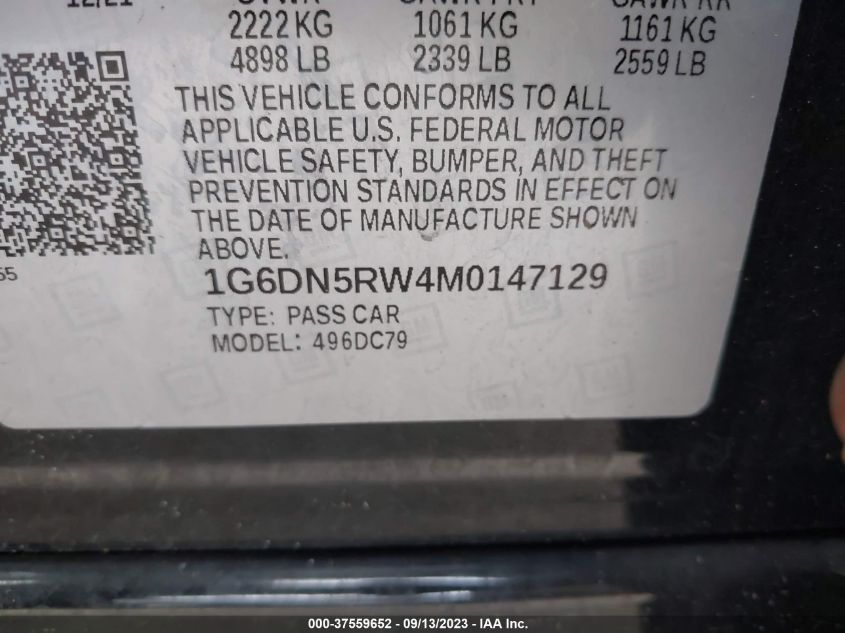 12/21
2222 KG 1061 KG 1161 KG
4898 LB 2339 LB 2559 LB
THIS VEHICLE CONFORMS TO ALL
APPLICABLE U.S. FEDERAL MOTOR
VEHICLE SAFETY, BUMPER, AND THEFT
PREVENTION STANDARDS IN EFFECT ON
THE DATE OF MANUFACTURE SHOWN
ABOVE.
1G6DN5RW4M0147129
TYPE: PASS CAR
MODEL: 496DC79
000-37559652 - 09/13/2023 - IAA Inc.